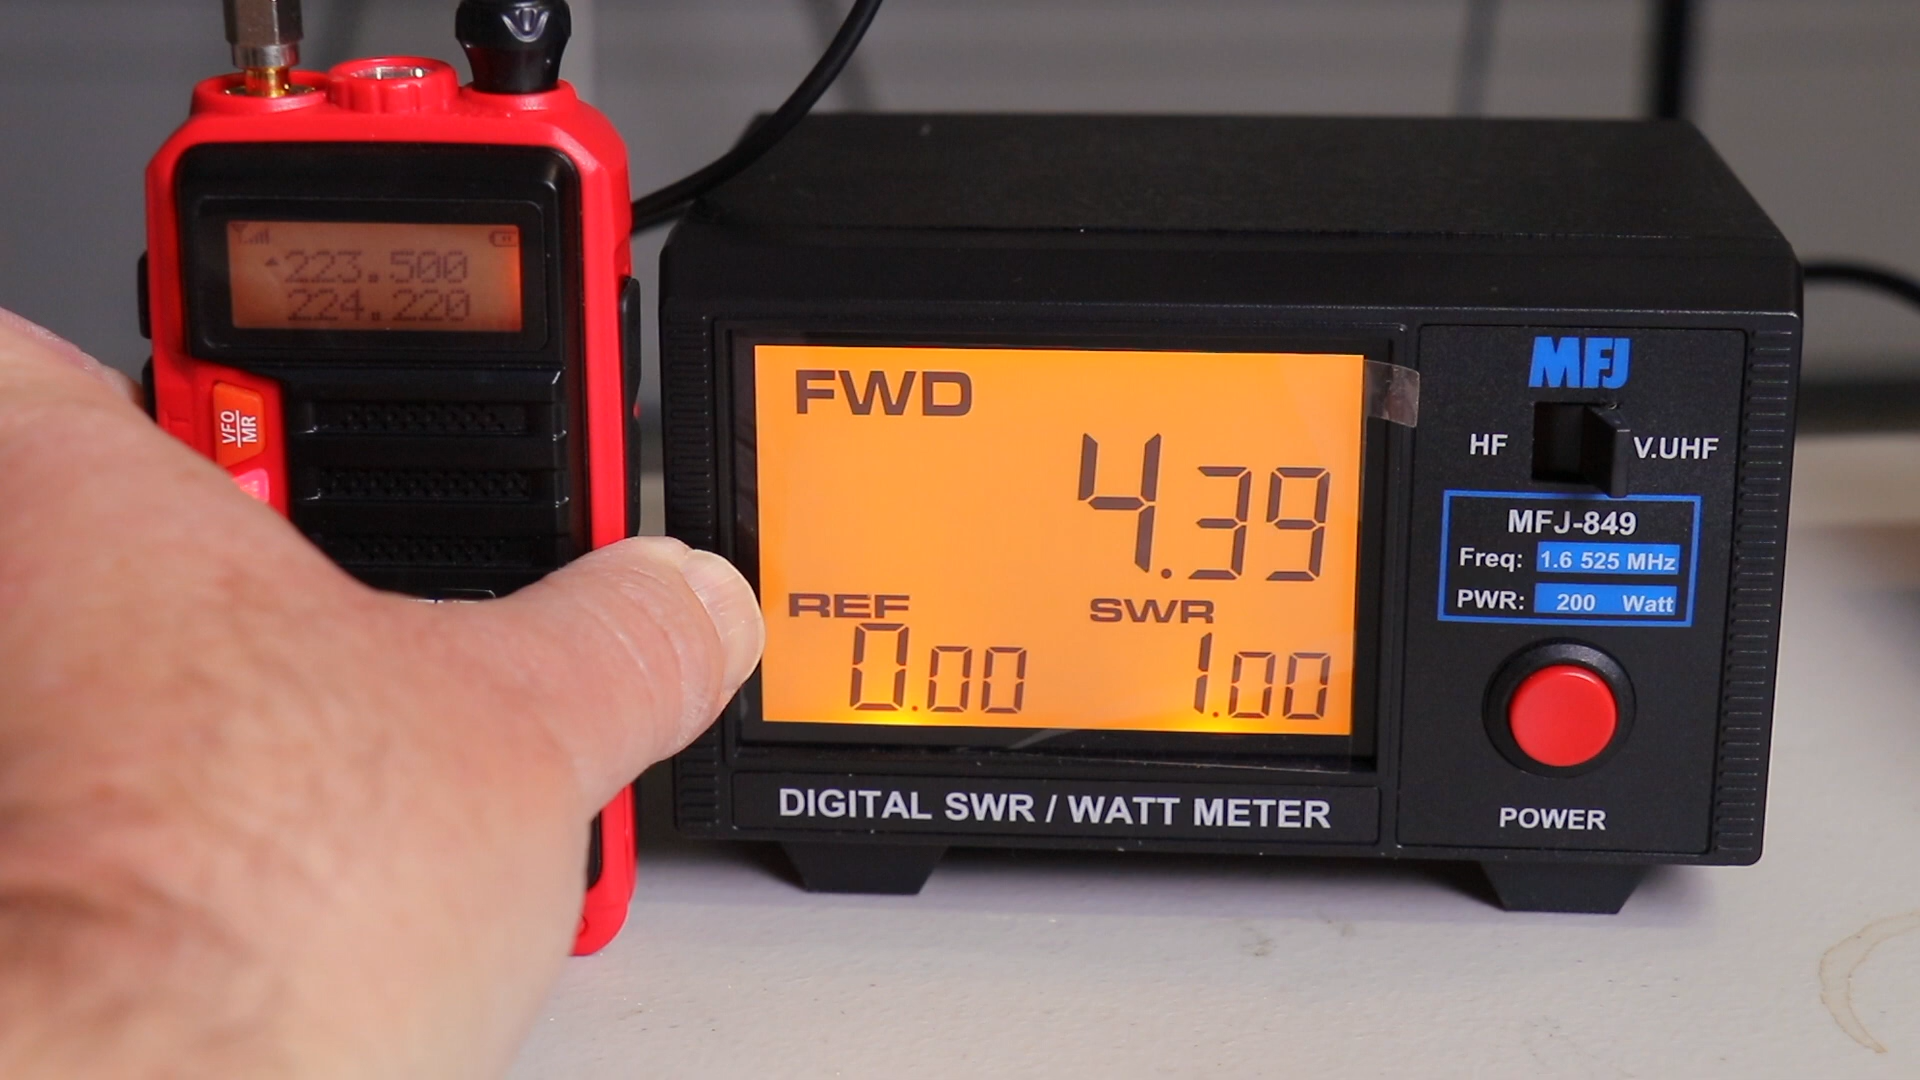 223.500
224.220
VFO
MR
FWD
4.39
REF
0.00
SWR
1.00
DIGITAL SWR / WATT METER
MFJ
HF
V.UHF
MFJ-849
Freq: 1.6 525 MHz
PWR: 200 Watt
POWER